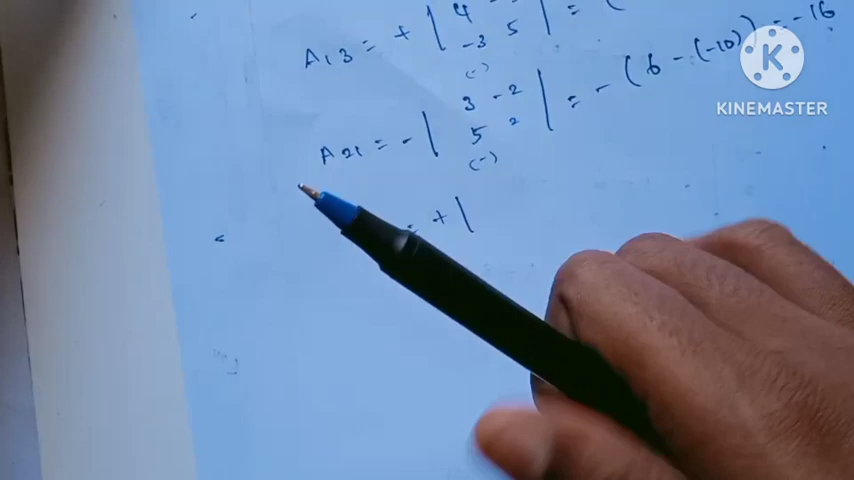 4
A13 = + | -3 5 | = (
(-)
3 -2
A21 = - | 5 2 | = - (6 - (-10)) = -16
(-)
= + |
KINEMASTER